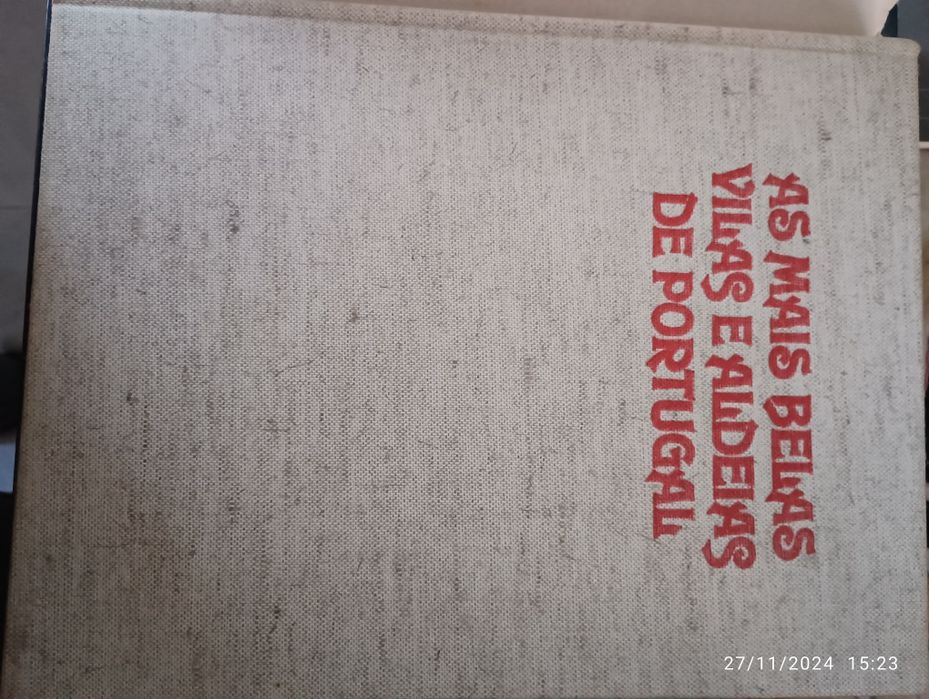 AS MAIS BELAS
VILAS E ALDEIAS
DE PORTUGAL
27/11/2024 15:23